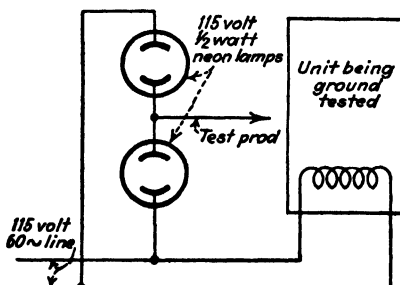 115 volt
1/2 watt
neon lamps
Unit being
ground
tested
Test prod
115 volt
60~line